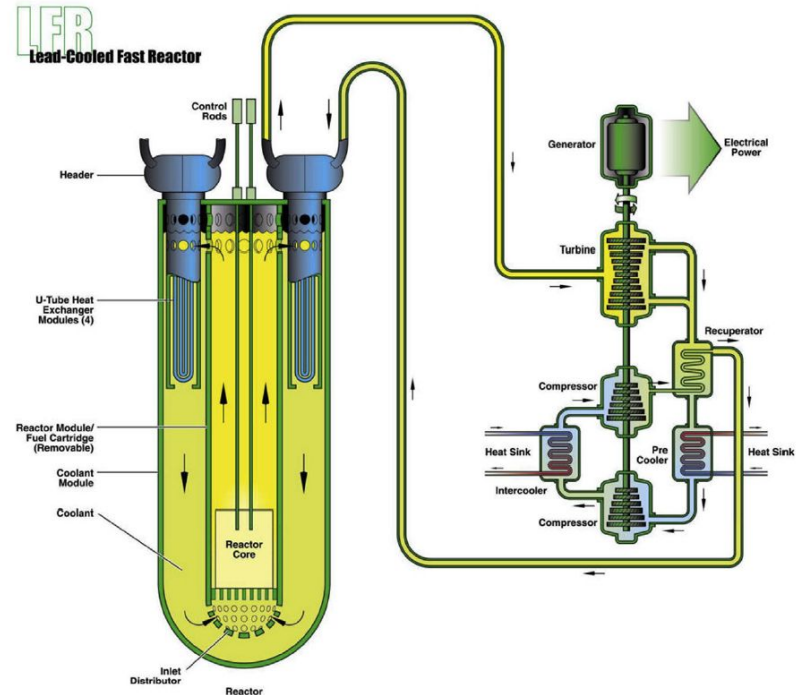 LFR
Lead-Cooled Fast Reactor
Control
Rods
Header
U-Tube Heat
Exchanger
Modules (4)
Reactor Module/
Fuel Cartridge
(Removable)
Coolant
Module
Coolant
Reactor
Core
Inlet
Distributor
Reactor
Generator
Electrical
Power
Turbine
Recuperator
Compressor
Heat Sink
Pre
Cooler
Heat Sink
Intercooler
Compressor